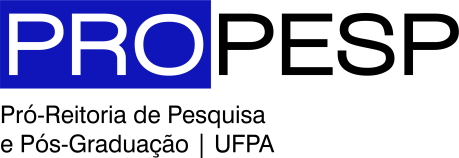 PROPESP
Pró-Reitoria de Pesquisa
e Pós-Graduação | UFPA